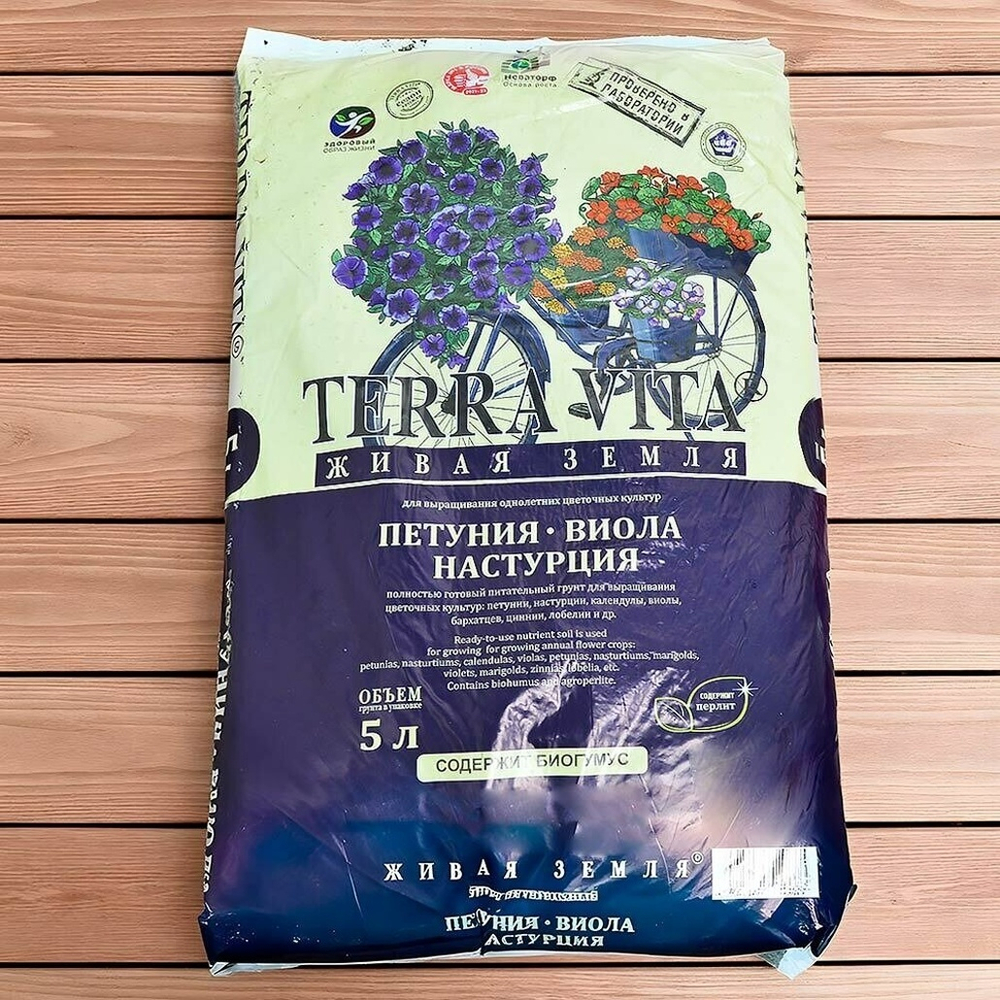 Неваторф
Основа роста
ПРОВЕРЕНО в
ЛАБОРАТОРИИ
ЗДОРОВЫЙ
ОБРАЗ ЖИЗНИ
TERRA VITA®
ЖИВАЯ ЗЕМЛЯ
для выращивания однолетних цветочных культур
ПЕТУНИЯ • ВИОЛА
НАСТУРЦИЯ
полностью готовый питательный грунт для выращивания
цветочных культур: петунии, настурции, календулы, виолы,
бархатцев, циннии, лобелии и др.
Ready-to-use nutrient soil is used
for growing for growing annual flower crops:
petunias, nasturtiums, calendulas, violas, petunias, nasturtiums, marigolds,
violets, marigolds, zinnias, lobelia, etc.
Contains biohumus and agroperlite.
СОДЕРЖИТ
перлит
ОБЪЕМ
грунта в упаковке
5 л
СОДЕРЖИТ БИОГУМУС
ЖИВАЯ ЗЕМЛЯ©
ПЕТУНИЯ • ВИОЛА
НАСТУРЦИЯ